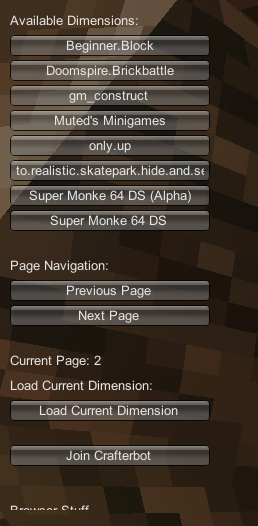 Available Dimensions:
Beginner.Block
Doomspire.Brickbattle
gm_construct
Muted's Minigames
only.up
to.realistic.skatepark.hide.and.se
Super Monke 64 DS (Alpha)
Super Monke 64 DS
Page Navigation:
Previous Page
Next Page
Current Page: 2
Load Current Dimension:
Load Current Dimension
Join Crafterbot
Browser Stuff